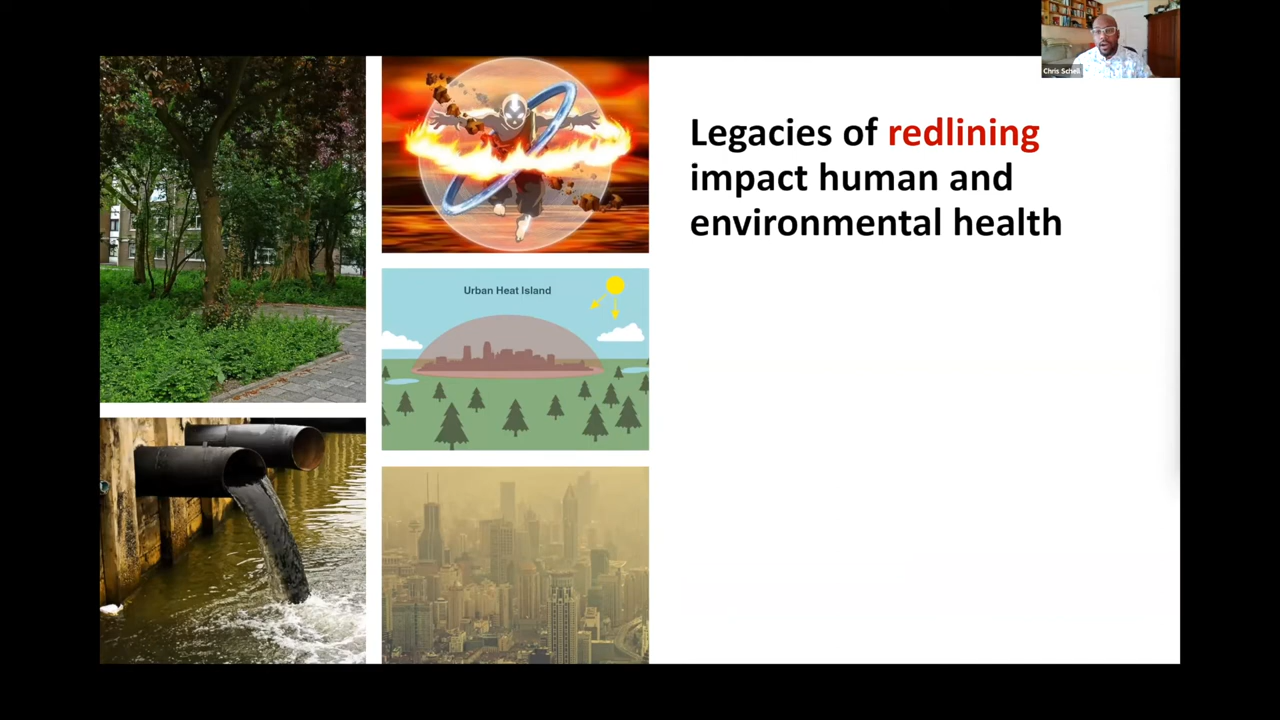 Chris Schell
Legacies of redlining
impact human and
environmental health
Urban Heat Island